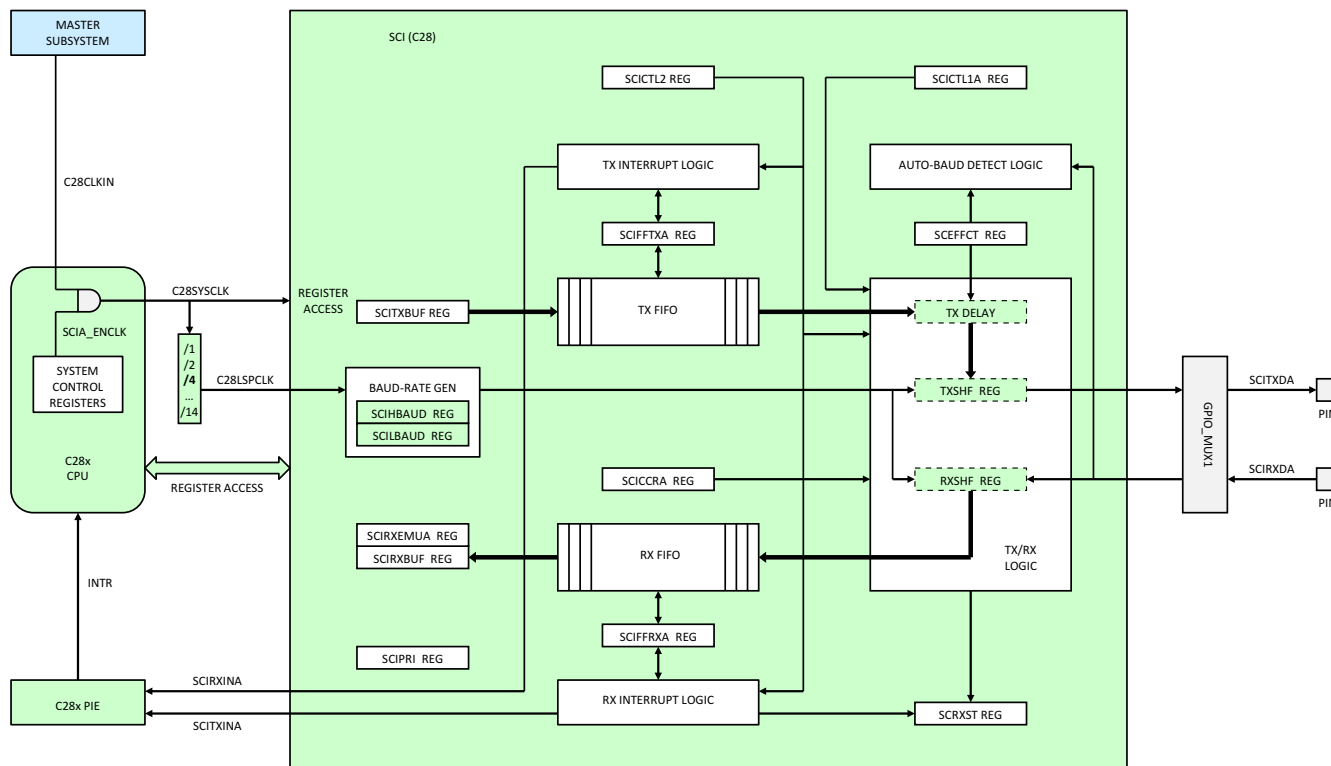 MASTER
SUBSYSTEM
SCI (C28)
SCICTL2 REG
SCICTL1A REG
C28CLKIN
TX INTERRUPT LOGIC
AUTO-BAUD DETECT LOGIC
SCIFFTXA REG
SCEFFCT REG
C28SYSCLK
REGISTER
ACCESS
SCITXBUF REG
TX FIFO
TX DELAY
SCIA_ENCLK
/1
/2
/4
...
/14
SYSTEM
CONTROL
REGISTERS
C28LSPCLK
BAUD-RATE GEN
SCIHBAUD REG
SCILBAUD REG
TXSHF REG
GPIO_MUX1
SCITXDA
PIN
C28x
CPU
REGISTER ACCESS
SCICCRA REG
RXSHF REG
SCIRXDA
PIN
SCIRXEMUA REG
SCIRXBUF REG
RX FIFO
TX/RX
LOGIC
INTR
SCIFFRXA REG
SCIPRI REG
SCIRXINA
C28x PIE
RX INTERRUPT LOGIC
SCRXST REG
SCITXINA